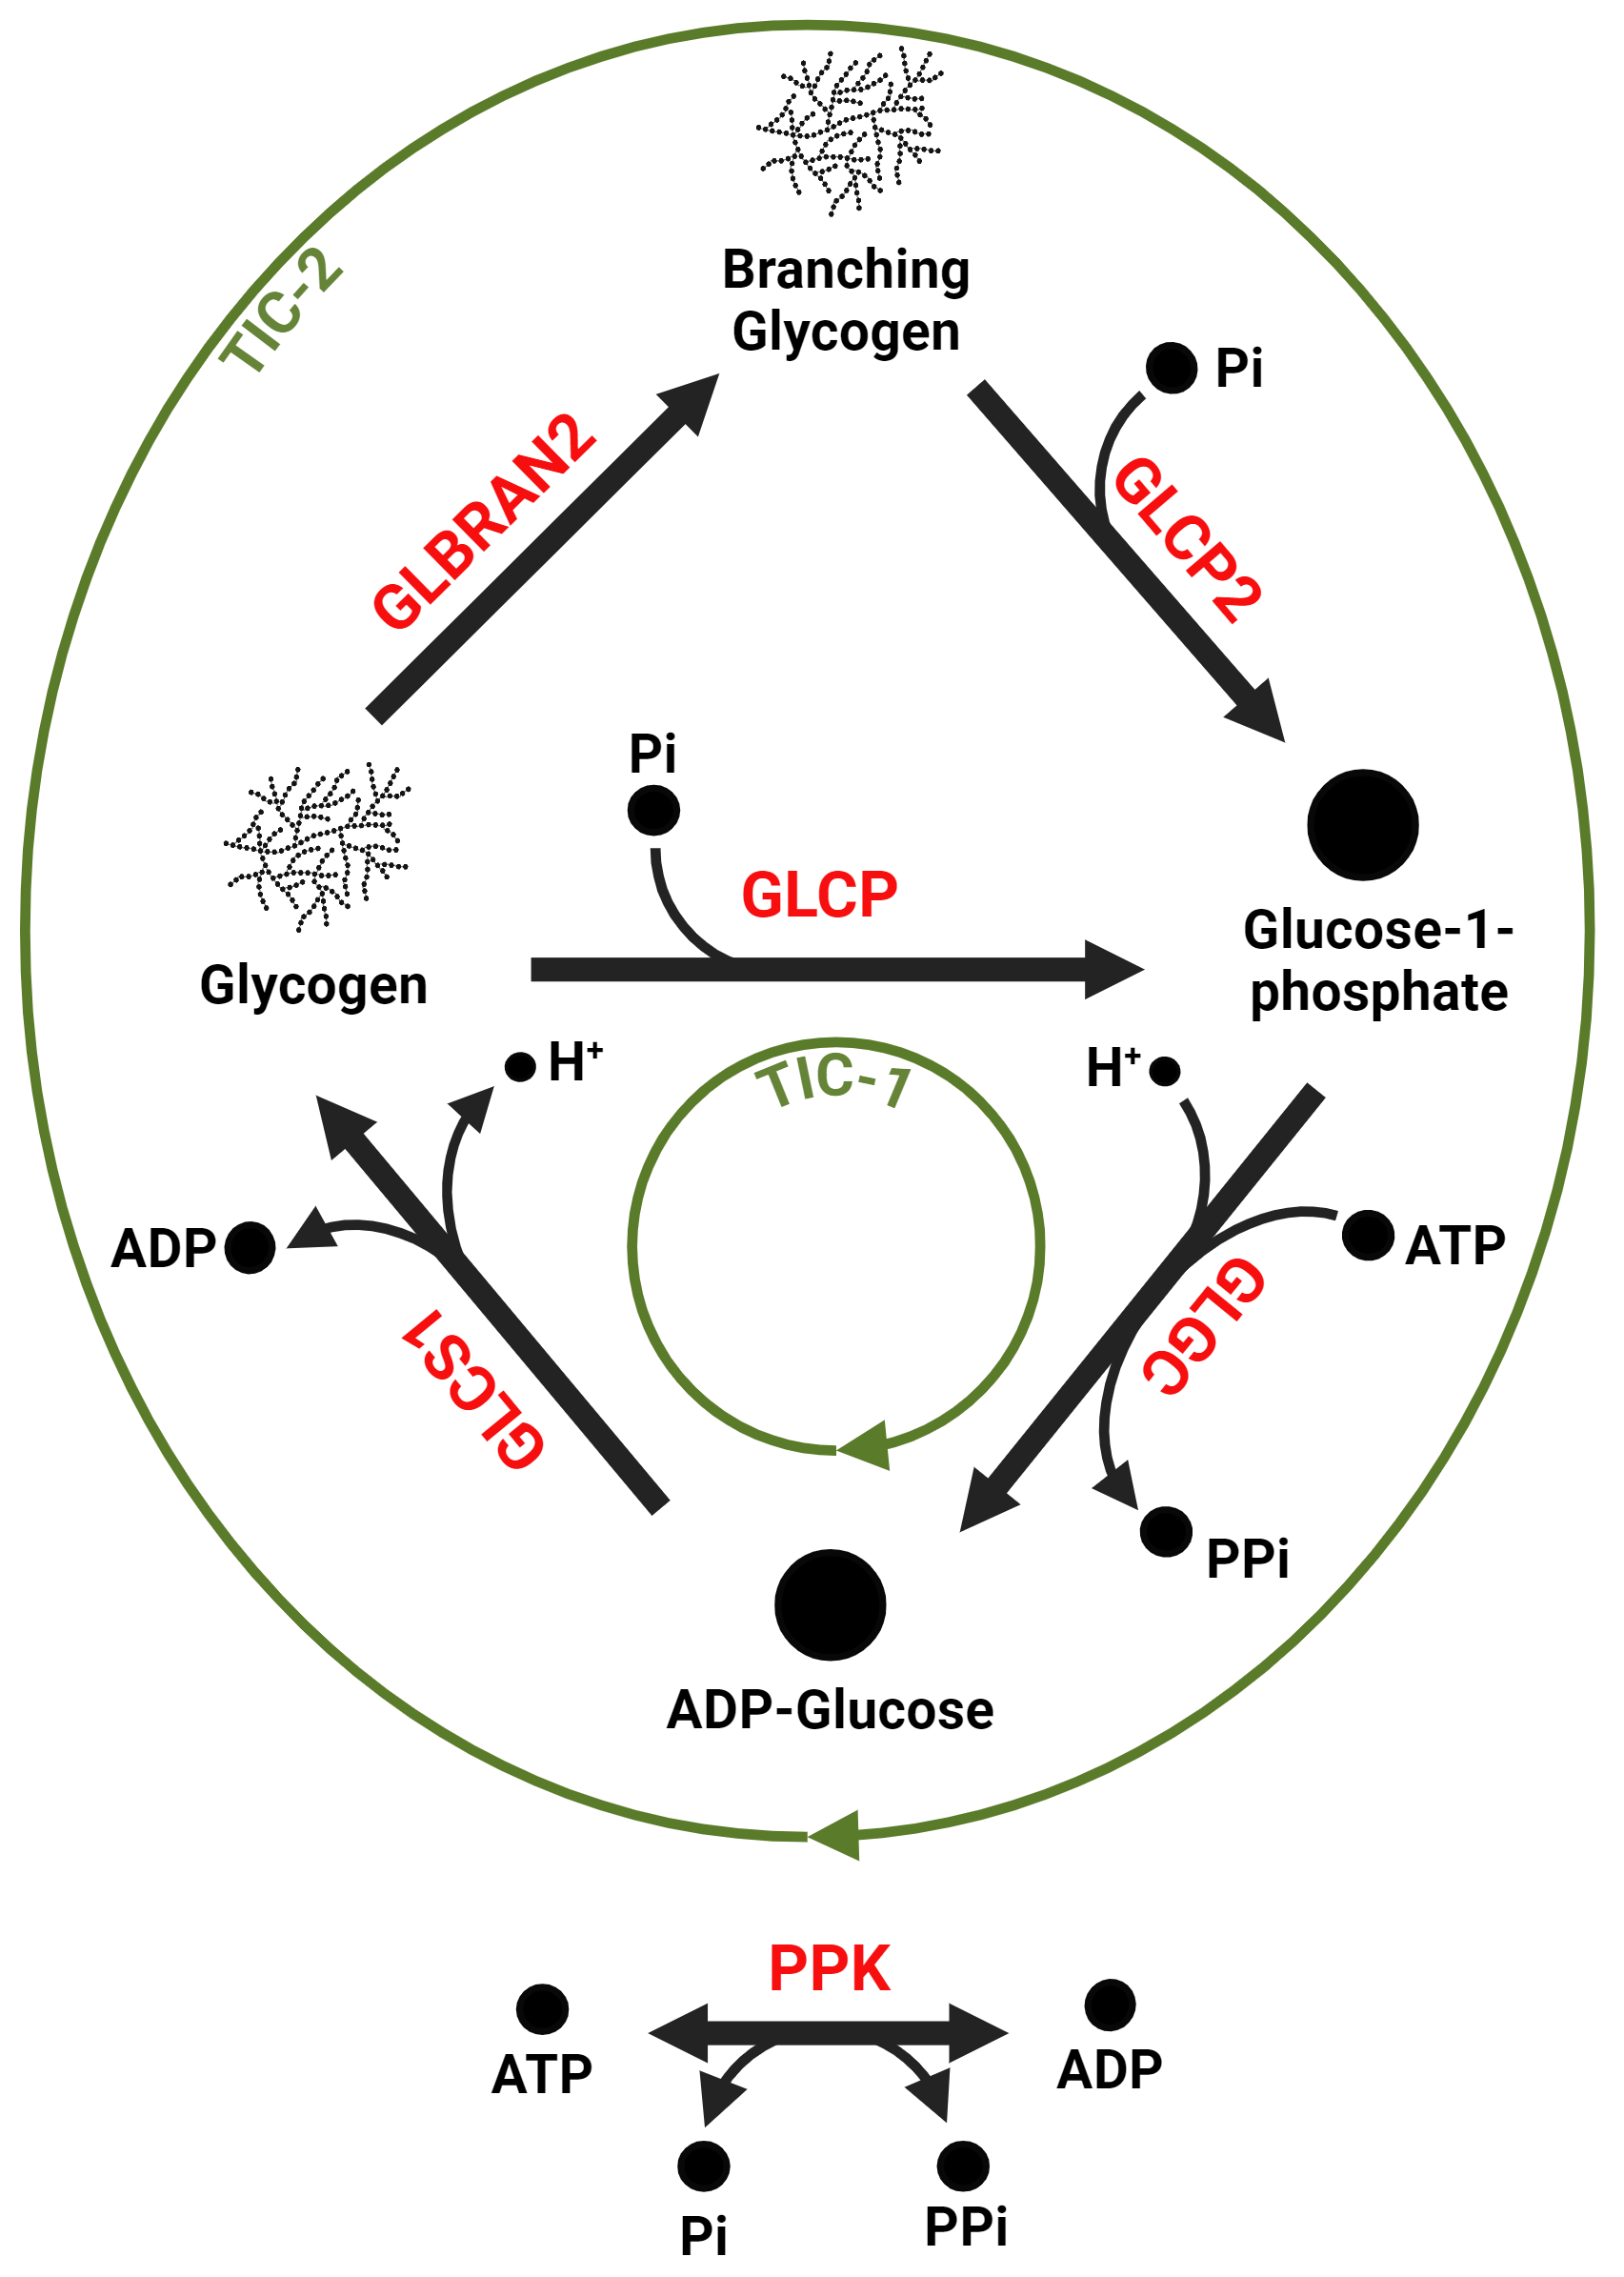 TIC-2
Branching
Glycogen
Pi
GLBRAN2
GLCP2
Pi
GLCP
Glycogen
Glucose-1-
phosphate
H⁺
TIC-1
H⁺
ADP
ATP
GLCS1
GLGC
PPi
ADP-Glucose
PPK
ATP
ADP
Pi
PPi